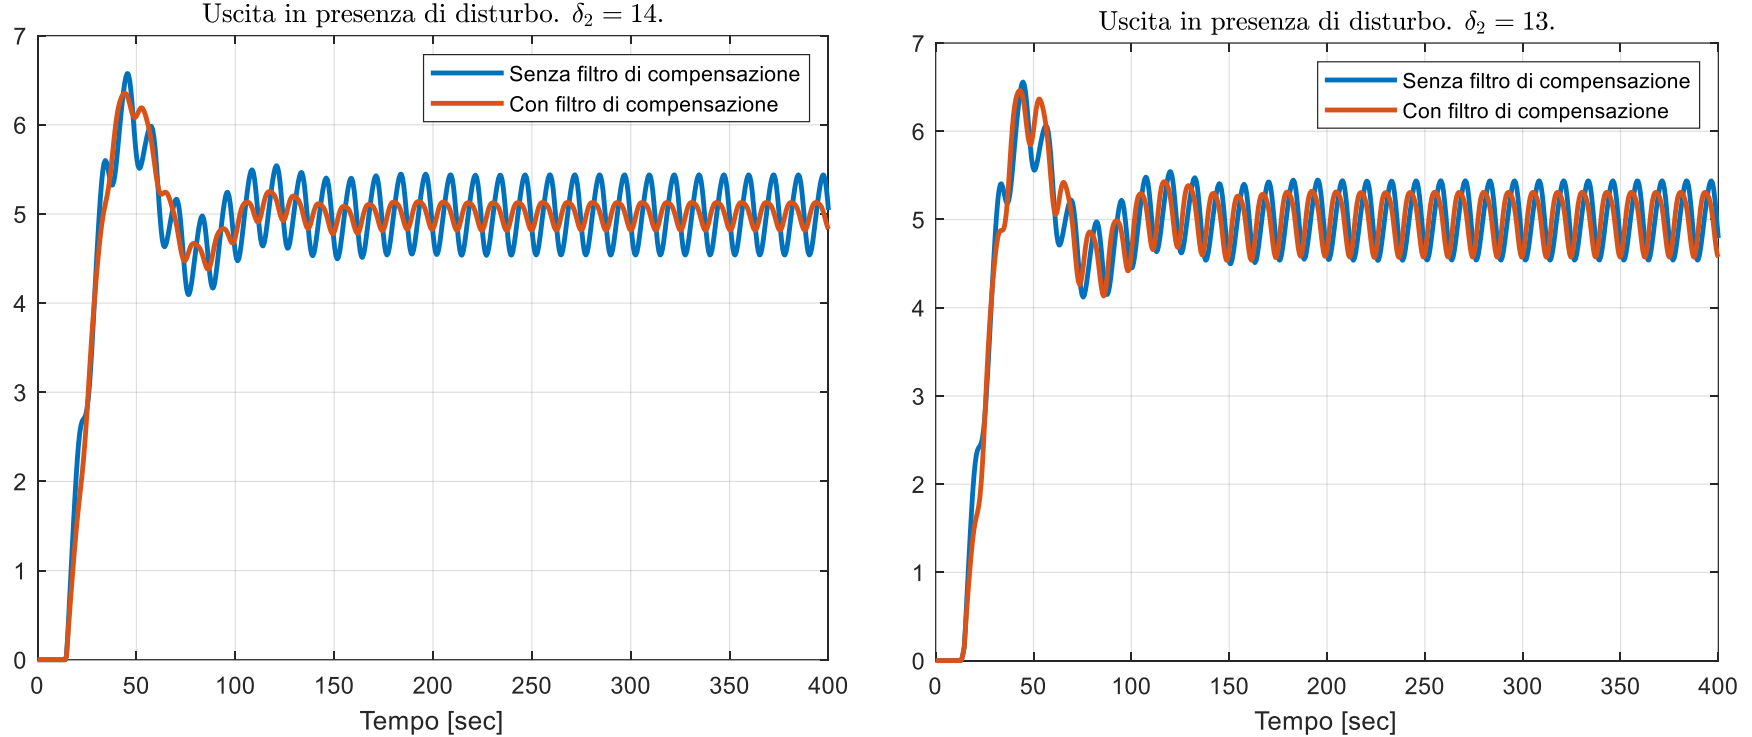 Uscita in presenza di disturbo. δ₂ = 14.
7
6
5
4
3
2
1
0
Senza filtro di compensazione
Con filtro di compensazione
0 50 100 150 200 250 300 350 400
Tempo [sec]
Uscita in presenza di disturbo. δ₂ = 13.
7
6
5
4
3
2
1
0
Senza filtro di compensazione
Con filtro di compensazione
0 50 100 150 200 250 300 350 400
Tempo [sec]